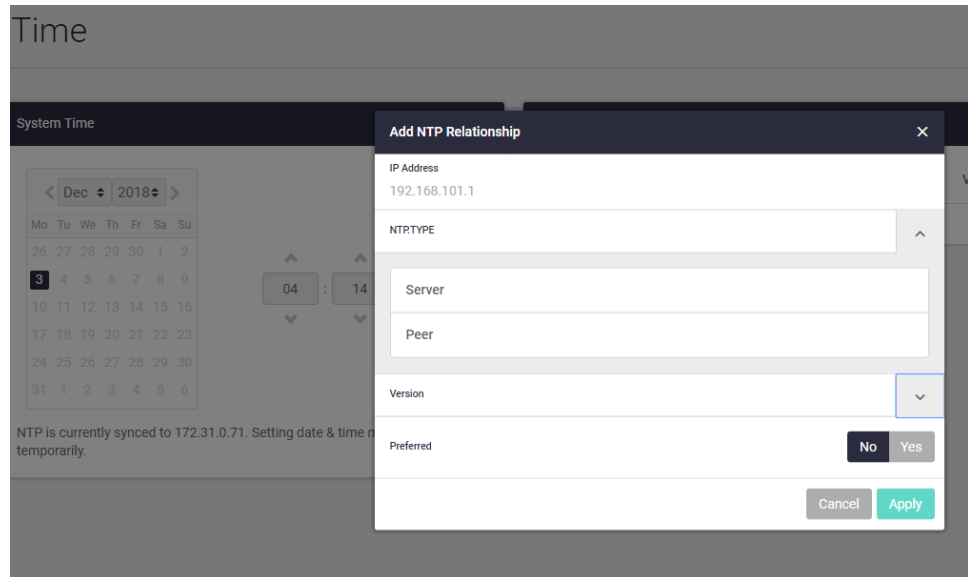 Time
System Time
Dec 2018
Mo Tu We Th Fr Sa Su
26 27 28 29 30 1 2
3 4 5 6 7 8 9
10 11 12 13 14 15 16
17 18 19 20 21 22 23
24 25 26 27 28 29 30
31 1 2 3 4 5 6
04 : 14
NTP is currently synced to 172.31.0.71. Setting date & time
temporarily.
Add NTP Relationship
IP Address
192.168.101.1
NTP.TYPE
Server
Peer
Version
Preferred
No Yes
Cancel Apply